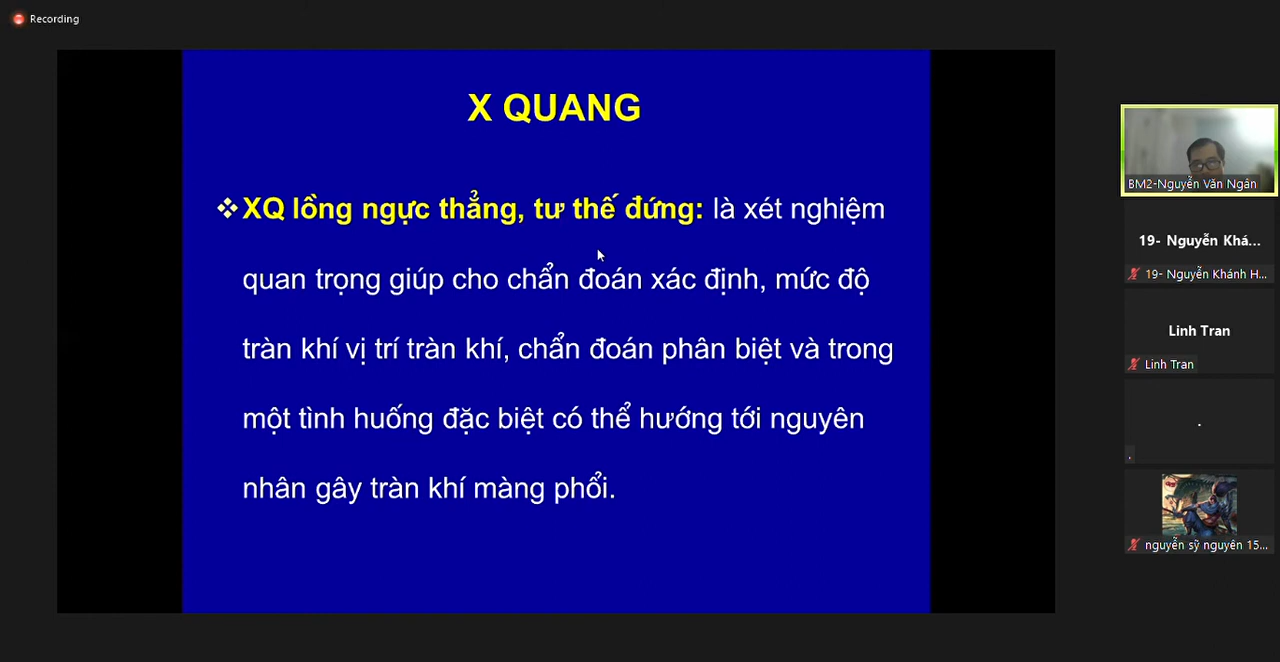 Recording
X QUANG
❖XQ lồng ngực thẳng, tư thế đứng: là xét nghiệm
quan trọng giúp cho chẩn đoán xác định, mức độ
tràn khí vị trí tràn khí, chẩn đoán phân biệt và trong
một tình huống đặc biệt có thể hướng tới nguyên
nhân gây tràn khí màng phổi.
BM2-Nguyễn Văn Ngân
19- Nguyễn Khá...
19- Nguyễn Khánh H...
Linh Tran
Linh Tran
.
.
nguyễn sỹ nguyên 15...